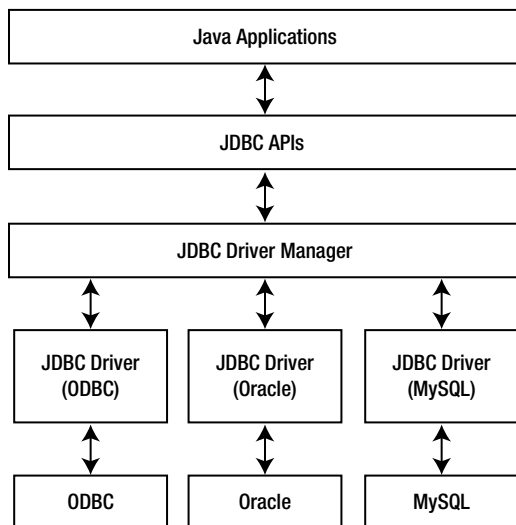 Java Applications
JDBC APIs
JDBC Driver Manager
JDBC Driver
(ODBC)
JDBC Driver
(Oracle)
JDBC Driver
(MySQL)
ODBC
Oracle
MySQL